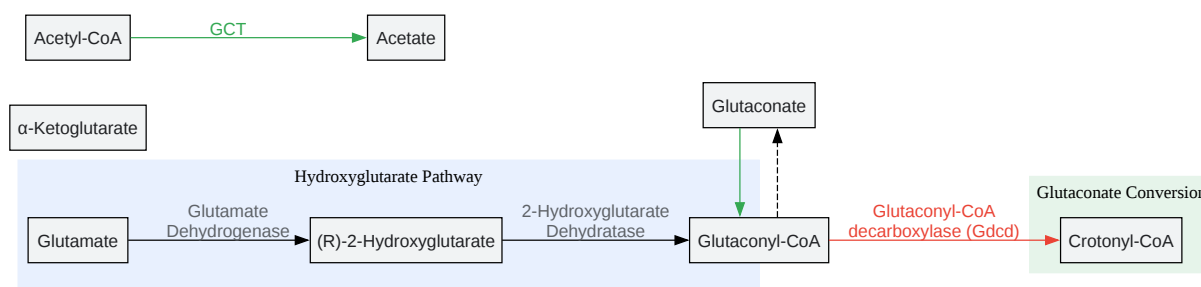 GCT
Acetyl-CoA
Acetate
Glutaconate
α-Ketoglutarate
Hydroxyglutarate Pathway
Glutaconate Conversion
Glutamate
Dehydrogenase
2-Hydroxyglutarate
Dehydratase
Glutaconyl-CoA
decarboxylase (Gdcd)
Glutamate
(R)-2-Hydroxyglutarate
Glutaconyl-CoA
Crotonyl-CoA